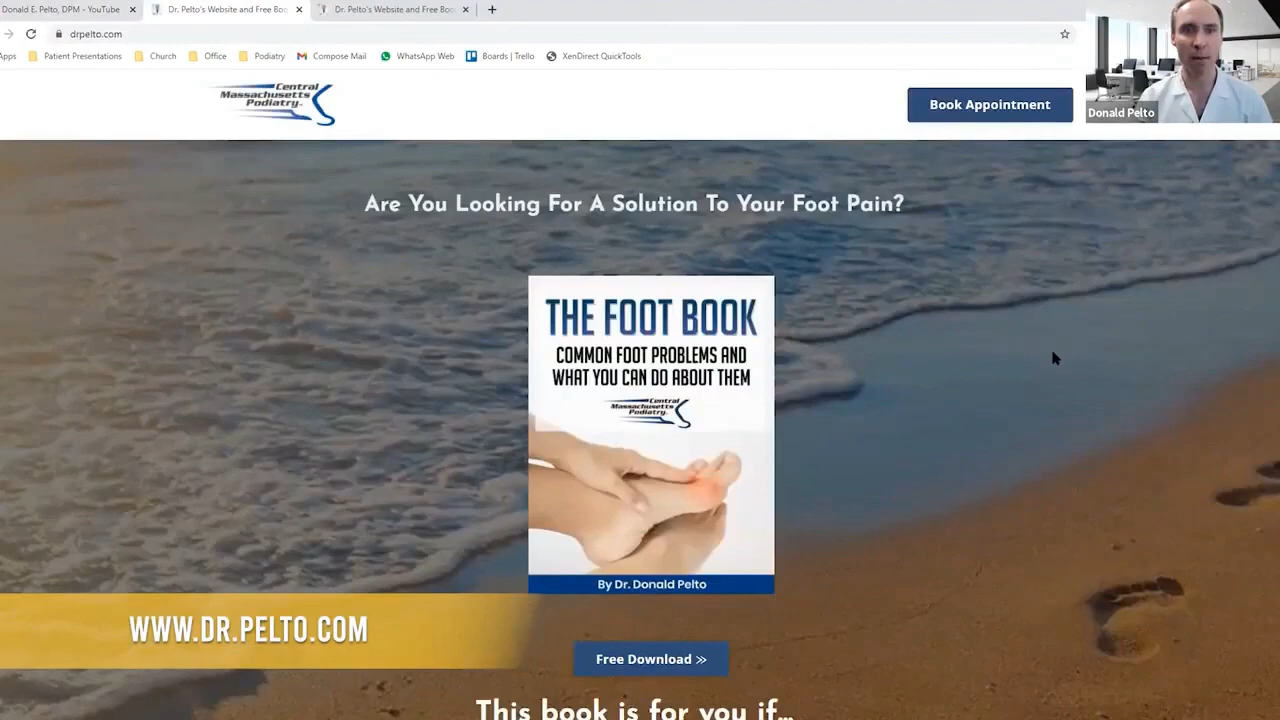 Donald E. Pelto, DPM - YouTube
Dr. Pelto's Website and Free Boo
Dr. Pelto's Website and Free Boo
drpelto.com
Apps
Patient Presentations
Church
Office
Podiatry
Compose Mail
WhatsApp Web
Boards | Trello
XenDirect QuickTools
Central
Massachusetts
Podiatry
Book Appointment
Donald Pelto
Are You Looking For A Solution To Your Foot Pain?
THE FOOT BOOK
COMMON FOOT PROBLEMS AND
WHAT YOU CAN DO ABOUT THEM
Central
Massachusetts
Podiatry
By Dr. Donald Pelto
WWW.DR.PELTO.COM
Free Download >>
This book is for you if...